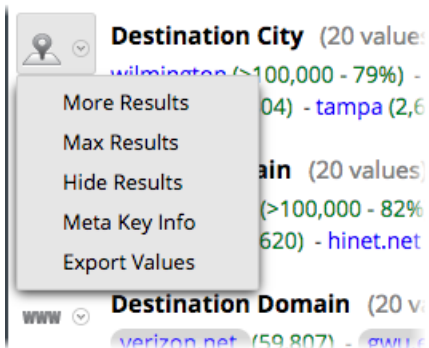 Destination City (20 value
wilmington (>100,000 - 79%) -
More Results
04) - tampa (2,6
Max Results
Hide Results
ain (20 values)
Meta Key Info
(>100,000 - 82%
620) - hinet.net
Export Values
www Destination Domain (20 v
verizon.net (59,807) - gwu.e